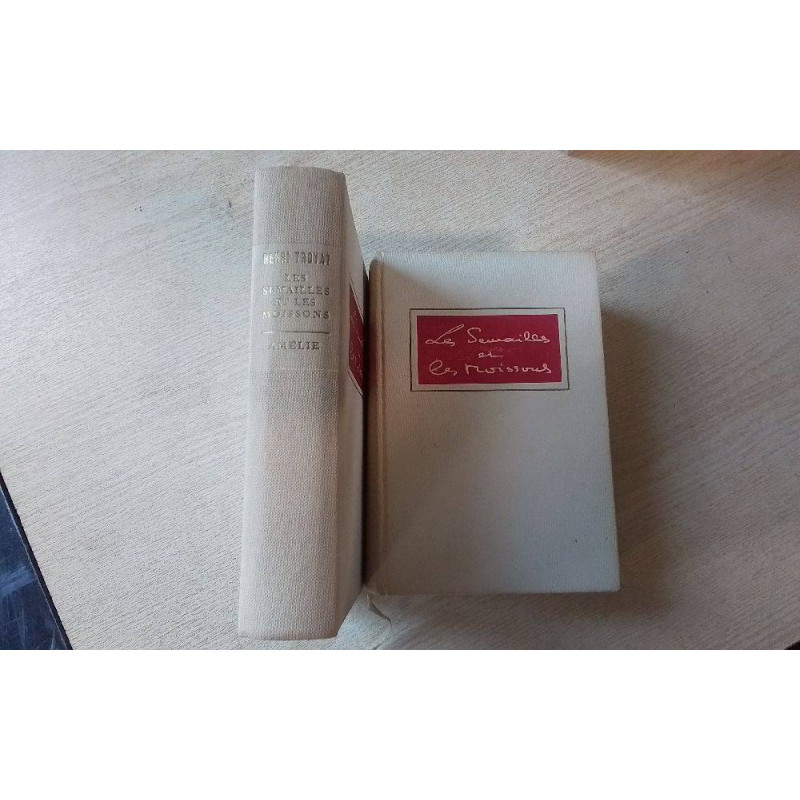 HENRI TROYAT
LES
SEMAILLES
ET LES
MOISSONS
AMÉLIE
Les Semailles
et
les Moissons